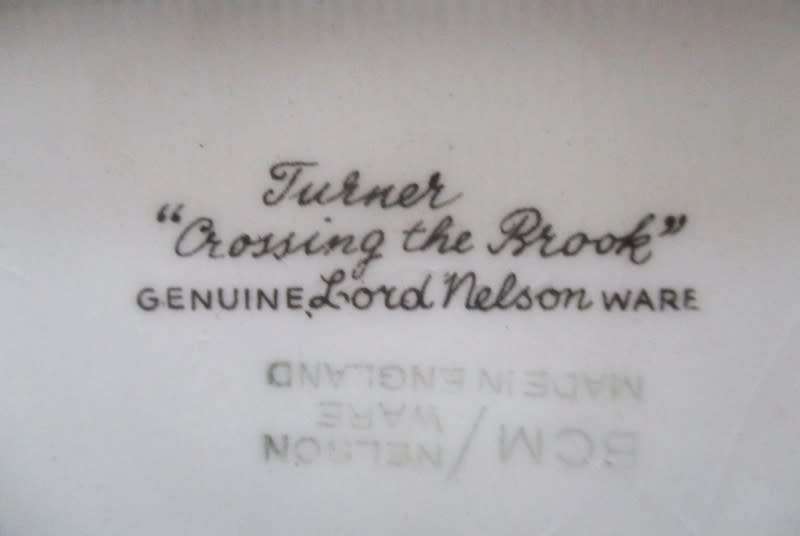 Turner
"Crossing the Brook"
GENUINE Lord Nelson WARE
BCM / NELSON
WARE
MADE IN ENGLAND